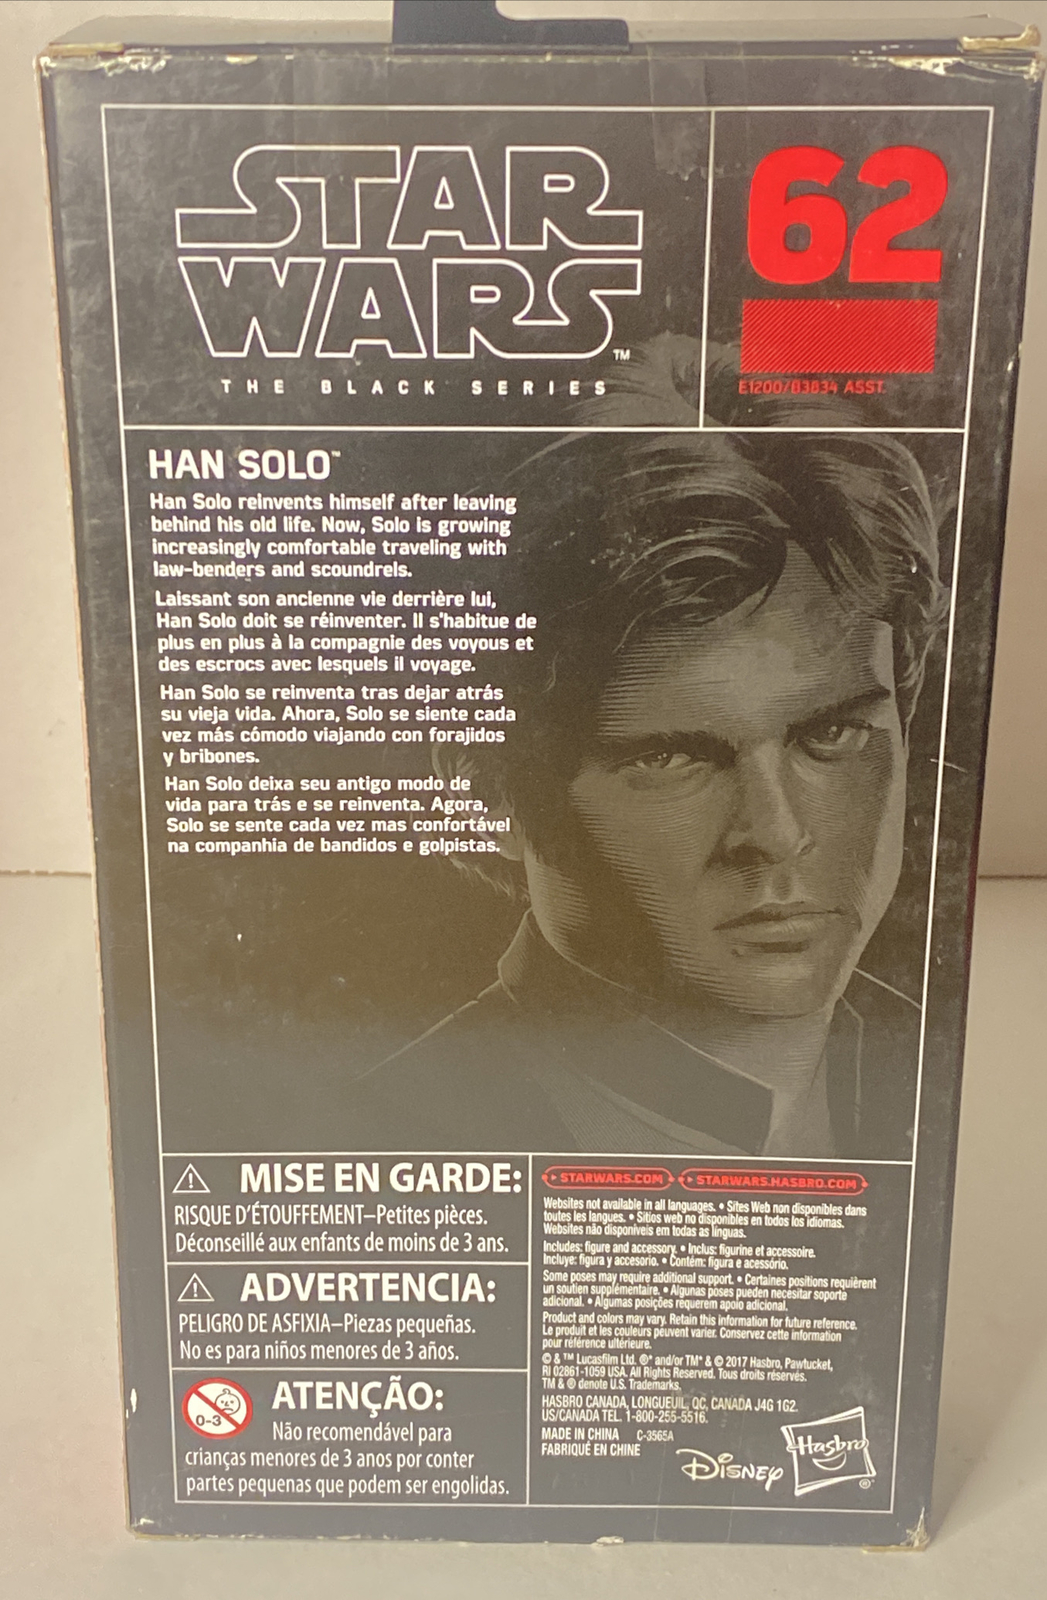 STAR
WARS™
THE BLACK SERIES
62
E1200/B3834 ASST.
HAN SOLO™
Han Solo reinvents himself after leaving
behind his old life. Now, Solo is growing
increasingly comfortable traveling with
law-benders and scoundrels.
Laissant son ancienne vie derrière lui,
Han Solo doit se réinventer. Il s'habitue de
plus en plus à la compagnie des voyous et
des escrocs avec lesquels il voyage.
Han Solo se reinventa tras dejar atrás
su vieja vida. Ahora, Solo se siente cada
vez más cómodo viajando con forajidos
y bribones.
Han Solo deixa seu antigo modo de
vida para trás e se reinventa. Agora,
Solo se sente cada vez mas confortável
na companhia de bandidos e golpistas.
MISE EN GARDE:
RISQUE D'ÉTOUFFEMENT–Petites pièces.
Déconseillé aux enfants de moins de 3 ans.
ADVERTENCIA:
PELIGRO DE ASFIXIA–Piezas pequeñas.
No es para niños menores de 3 años.
0-3
ATENÇÃO:
Não recomendável para
crianças menores de 3 anos por conter
partes pequenas que podem ser engolidas.
STARWARS.COM STARWARS.HASBRO.COM
Websites not available in all languages. • Sites Web non disponibles dans
toutes les langues. • Sitios web no disponibles en todos los idiomas.
Websites não disponíveis em todas as línguas.
Includes: figure and accessory. • Inclus: figurine et accessoire.
Incluye: figura y accesorio. • Contém: figura e acessório.
Some poses may require additional support. • Certaines positions requièrent
un soutien supplémentaire. • Algunas poses pueden necesitar soporte
adicional. • Algumas posições requerem apoio adicional.
Product and colors may vary. Retain this information for future reference.
Le produit et les couleurs peuvent varier. Conservez cette information
pour référence ultérieure.
© & ™ Lucasfilm Ltd. ®* and/or TM* & © 2017 Hasbro, Pawtucket,
RI 02861-1059 USA. All Rights Reserved. Tous droits réservés.
TM & ® denote U.S. Trademarks.
HASBRO CANADA, LONGUEUIL, QC, CANADA J4G 1G2.
US/CANADA TEL. 1-800-255-5516.
MADE IN CHINA C-3565A
FABRIQUÉ EN CHINE
Disney
Hasbro®